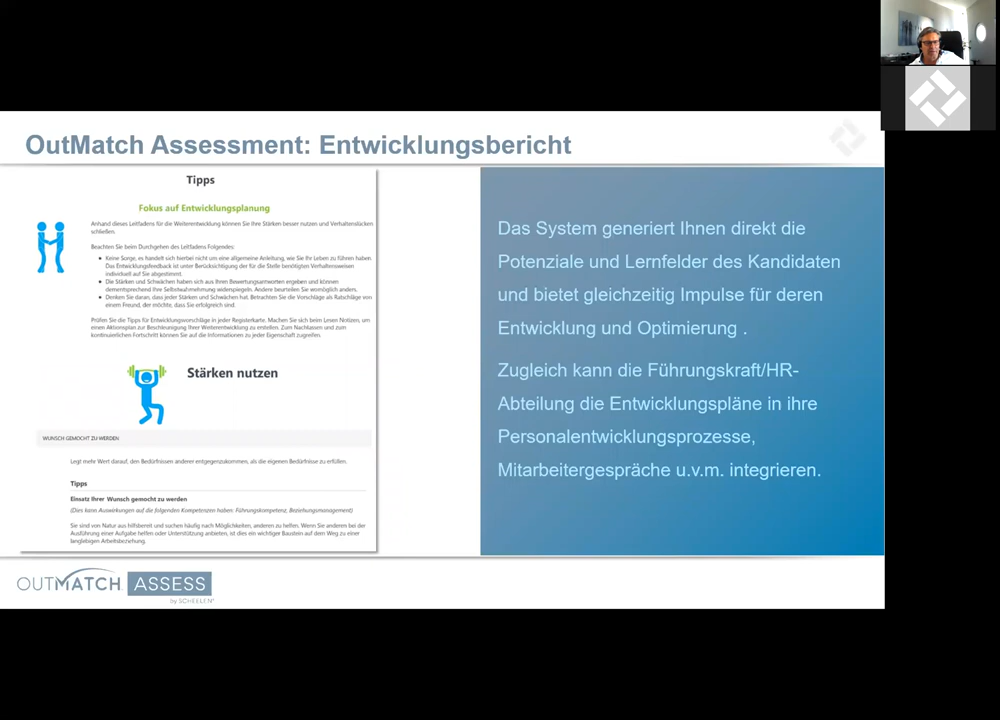 OutMatch Assessment: Entwicklungsbericht
Tipps
Fokus auf Entwicklungsplanung
Anhand dieses Leitfadens für die Weiterentwicklung können Sie Ihre Stärken besser nutzen und Verhaltenslücken
schließen.
Beachten Sie beim Durchgehen des Leitfadens Folgendes:
Keine Sorge, es handelt sich hierbei nicht um eine allgemeine Anleitung, wie Sie Ihr Leben zu führen haben.
Das Entwicklungsfeedback ist unter Berücksichtigung der für die Stelle benötigten Verhaltensweisen
individuell auf Sie abgestimmt.
Die Stärken und Schwächen haben sich aus Ihren Bewertungsantworten ergeben und können
dementsprechend Ihre Selbstwahrnehmung widerspiegeln. Andere beurteilen Sie womöglich anders.
Denken Sie daran, dass jeder Stärken und Schwächen hat. Betrachten Sie die Vorschläge als Ratschläge von
einem Freund, der möchte, dass Sie erfolgreich sind.
Prüfen Sie die Tipps für Entwicklungsvorschläge in jeder Registerkarte. Machen Sie sich beim Lesen Notizen, um
einen Aktionsplan zur Beschleunigung Ihrer Weiterentwicklung zu erstellen. Zum Nachfassen und zum
kontinuierlichen Fortschritt können Sie auf die Informationen zu jeder Eigenschaft zugreifen.
Stärken nutzen
WUNSCH GEMOCHT ZU WERDEN
Legt mehr Wert darauf, den Bedürfnissen anderer entgegenzukommen, als die eigenen Bedürfnisse zu erfüllen.
Tipps
Einsatz Ihrer Wunsch gemocht zu werden
(Dies kann Auswirkungen auf die folgenden Kompetenzen haben: Führungskompetenz, Beziehungsmanagement)
Sie sind von Natur aus hilfsbereit und suchen häufig nach Möglichkeiten, anderen zu helfen. Wenn Sie anderen bei der
Ausführung einer Aufgabe helfen oder Unterstützung anbieten, ist dies ein wichtiger Baustein auf dem Weg zu einer
langlebigen Arbeitsbeziehung.
Das System generiert Ihnen direkt die
Potenziale und Lernfelder des Kandidaten
und bietet gleichzeitig Impulse für deren
Entwicklung und Optimierung .
Zugleich kann die Führungskraft/HR-
Abteilung die Entwicklungspläne in ihre
Personalentwicklungsprozesse,
Mitarbeitergespräche u.v.m. integrieren.
OUTMATCH ASSESS
by SCHEELEN®